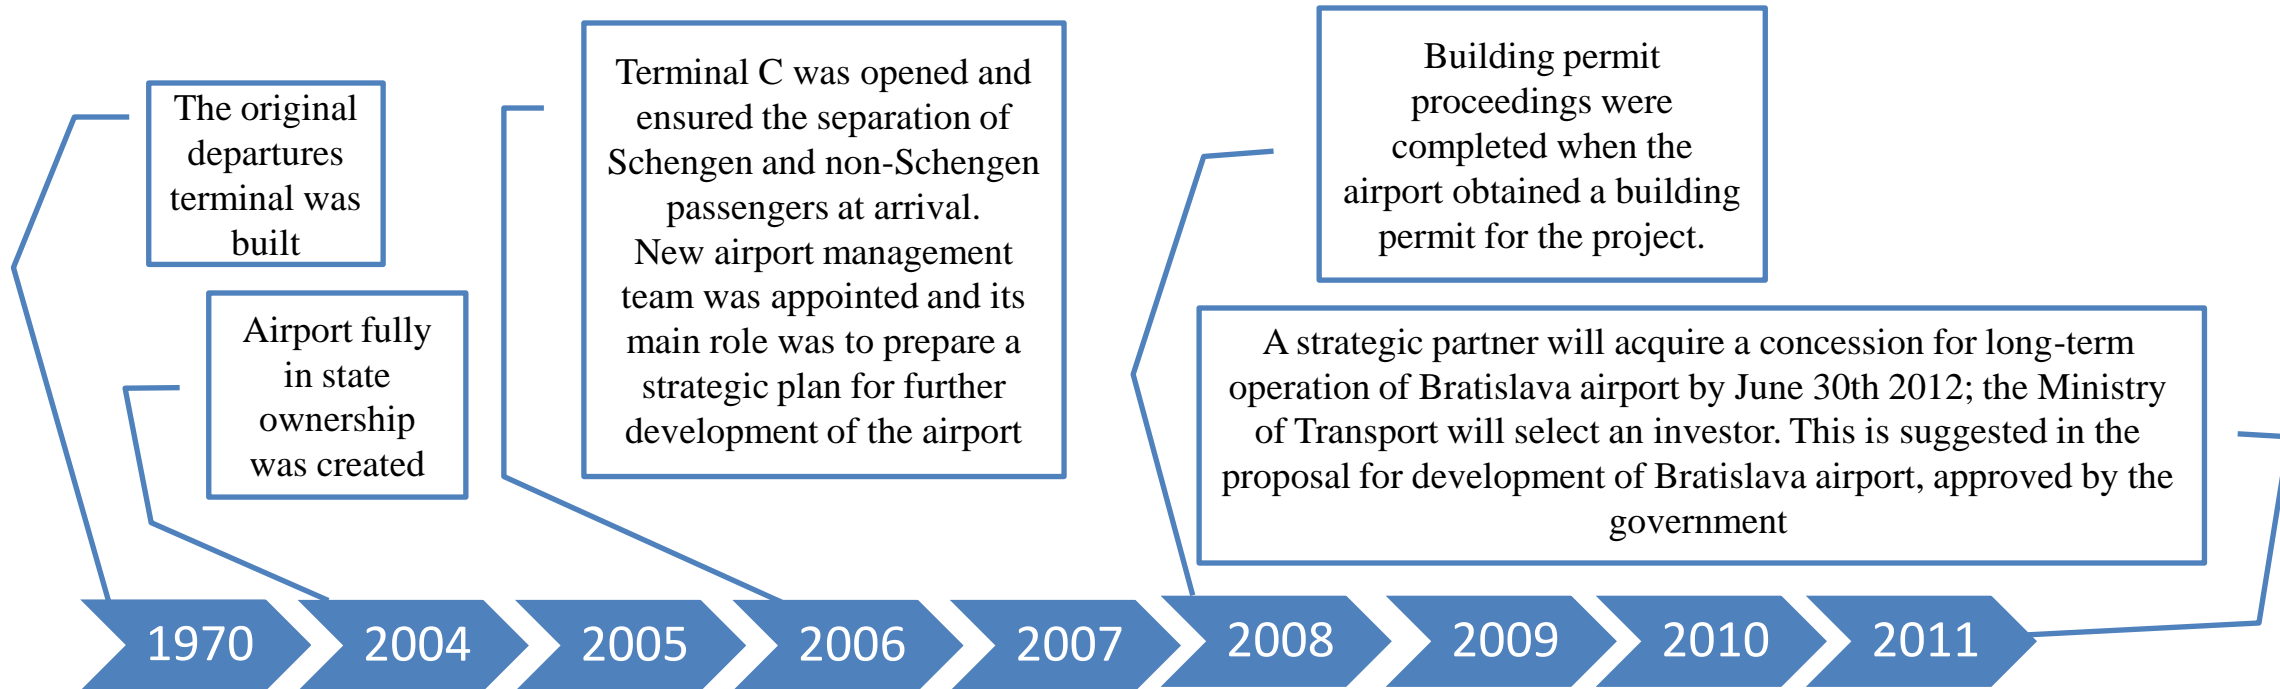 The original
departures
terminal was
built
Airport fully
in state
ownership
was created
Terminal C was opened and
ensured the separation of
Schengen and non-Schengen
passengers at arrival.
New airport management
team was appointed and its
main role was to prepare a
strategic plan for further
development of the airport
Building permit
proceedings were
completed when the
airport obtained a building
permit for the project.
A strategic partner will acquire a concession for long-term
operation of Bratislava airport by June 30th 2012; the Ministry
of Transport will select an investor. This is suggested in the
proposal for development of Bratislava airport, approved by the
government
1970
2004
2005
2006
2007
2008
2009
2010
2011